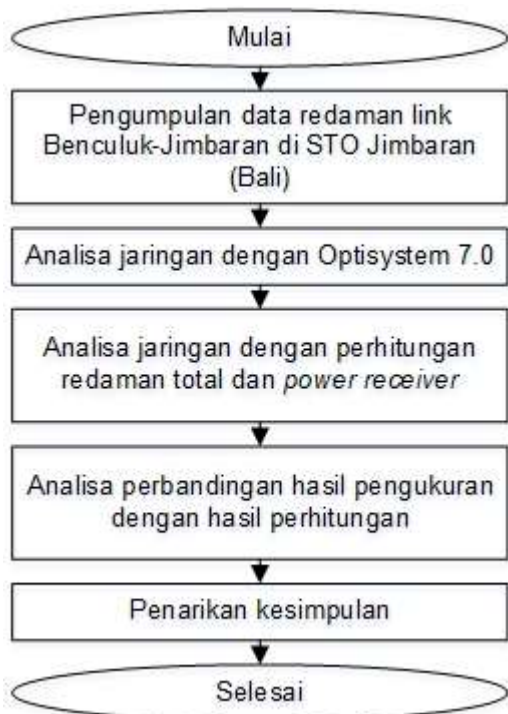 Mulai
Pengumpulan data redaman link
Benculuk-Jimbaran di STO Jimbaran
(Bali)
Analisa jaringan dengan Optisystem 7.0
Analisa jaringan dengan perhitungan
redaman total dan power receiver
Analisa perbandingan hasil pengukuran
dengan hasil perhitungan
Penarikan kesimpulan
Selesai